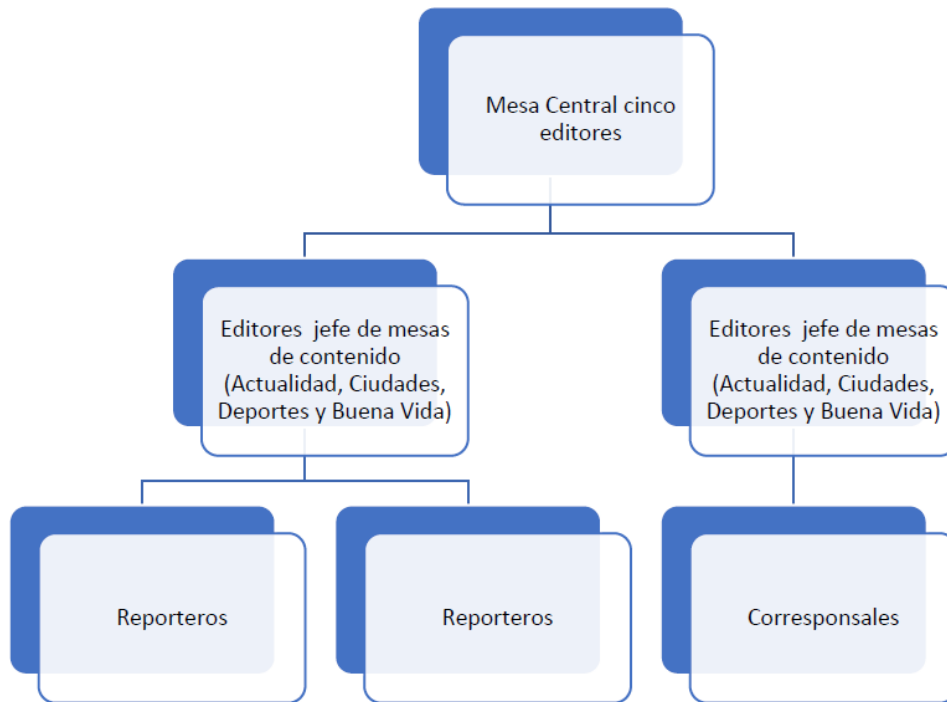 Mesa Central cinco
editores
Editores jefe de mesas
de contenido
(Actualidad, Ciudades,
Deportes y Buena Vida)
Editores jefe de mesas
de contenido
(Actualidad, Ciudades,
Deportes y Buena Vida)
Reporteros
Reporteros
Corresponsales